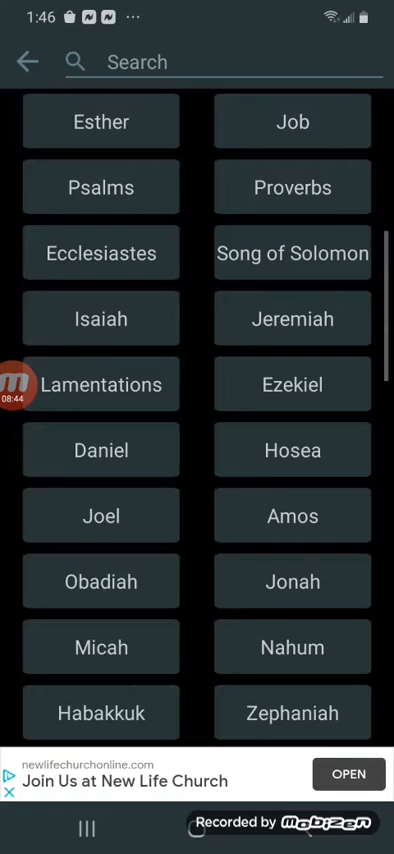 1:46
Search
Esther Job
Psalms Proverbs
Ecclesiastes Song of Solomon
Isaiah Jeremiah
Lamentations Ezekiel
08:44
Daniel Hosea
Joel Amos
Obadiah Jonah
Micah Nahum
Habakkuk Zephaniah
newlifechurchonline.com
Join Us at New Life Church
OPEN
Recorded by mobizen